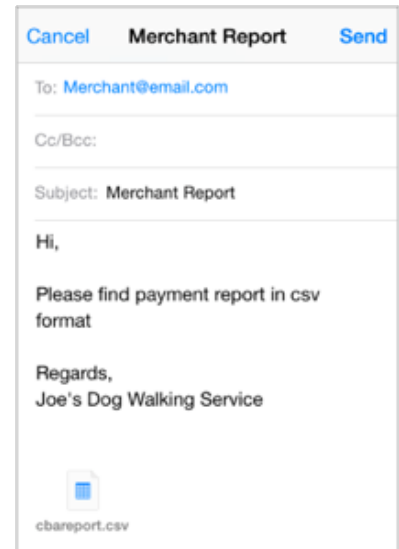 Cancel Merchant Report Send
To: Merchant@email.com
Cc/Bcc:
Subject: Merchant Report
Hi,
Please find payment report in csv
format
Regards,
Joe's Dog Walking Service
cbareport.csv